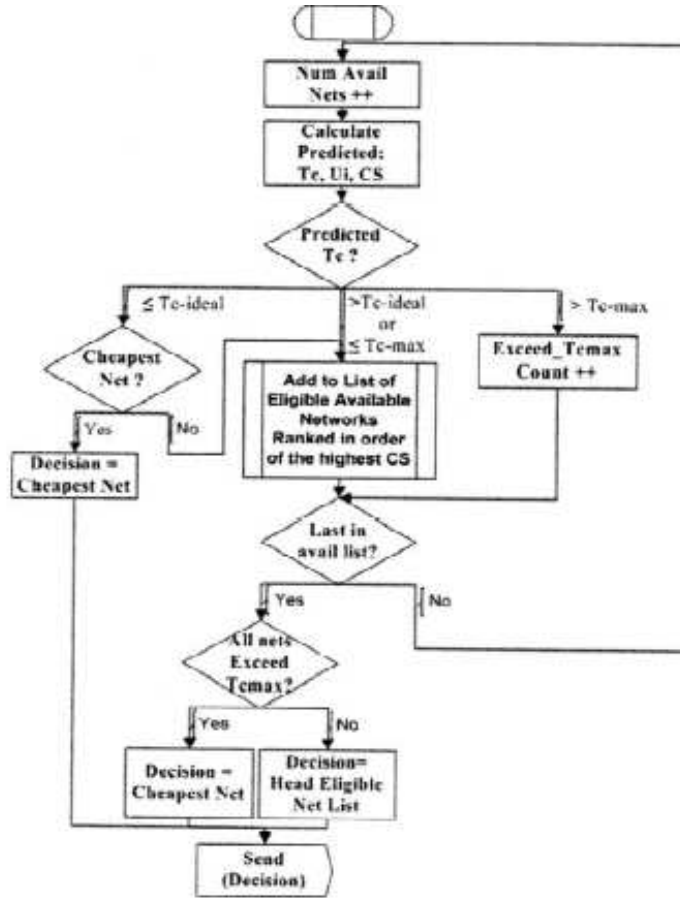 Num Avail
Nets ++
Calculate
Predicted:
Tc, Ui, CS
Predicted
Tc ?
≤ Tc-ideal
>Tc-ideal
or
≤ Tc-max
> Tc-max
Cheapest
Net ?
Exceed_Tcmax
Count ++
Add to List of
Eligible Available
Networks
Ranked in order
of the highest CS
Yes
No
Decision =
Cheapest Net
Last in
avail list?
Yes
No
All nets
Exceed
Tcmax?
Yes
No
Decision =
Cheapest Net
Decision=
Head Eligible
Net List
Send
(Decision)